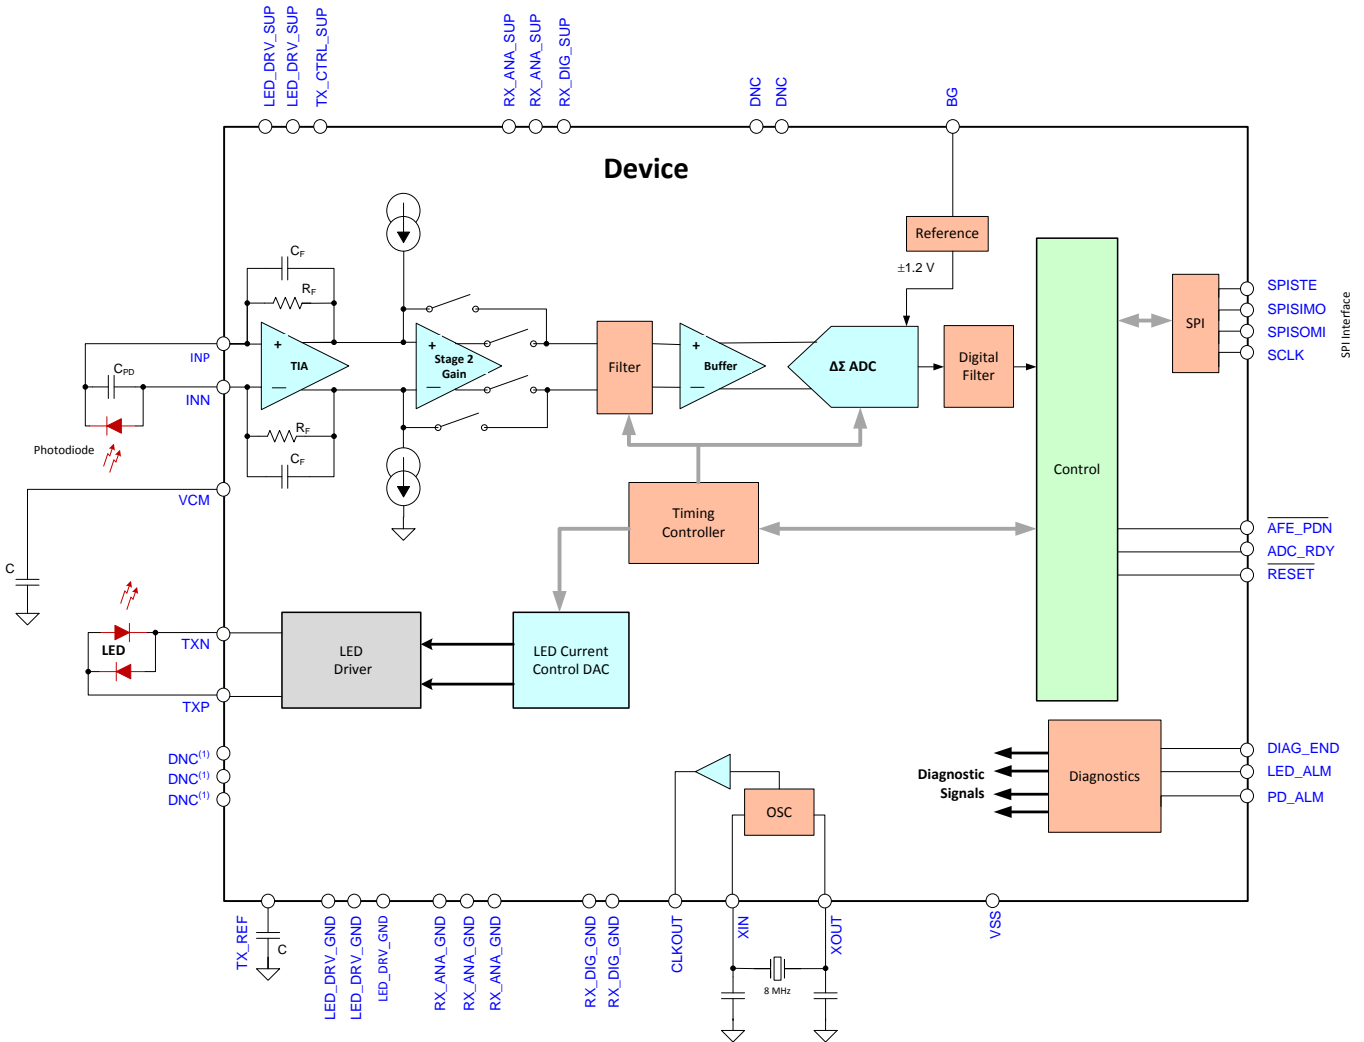 LED_DRV_SUP
LED_DRV_SUP
TX_CTRL_SUP
RX_ANA_SUP
RX_ANA_SUP
RX_DIG_SUP
DNC
DNC
BG
Device
Reference
±1.2 V
CF
RF
INP
+
TIA
INN
CPD
Photodiode
RF
CF
+
Stage 2
Gain
Filter
+
Buffer
ΔΣ ADC
Digital
Filter
Control
SPI
SPISTE
SPISIMO
SPISOMI
SCLK
SPI Interface
VCM
C
Timing
Controller
AFE_PDN
ADC_RDY
RESET
TXN
LED
TXP
LED
Driver
LED Current
Control DAC
DNC(1)
DNC(1)
DNC(1)
Diagnostic
Signals
Diagnostics
DIAG_END
LED_ALM
PD_ALM
OSC
TX_REF
C
LED_DRV_GND
LED_DRV_GND
LED_DRV_GND
RX_ANA_GND
RX_ANA_GND
RX_ANA_GND
RX_DIG_GND
RX_DIG_GND
CLKOUT
XIN
XOUT
8 MHz
VSS